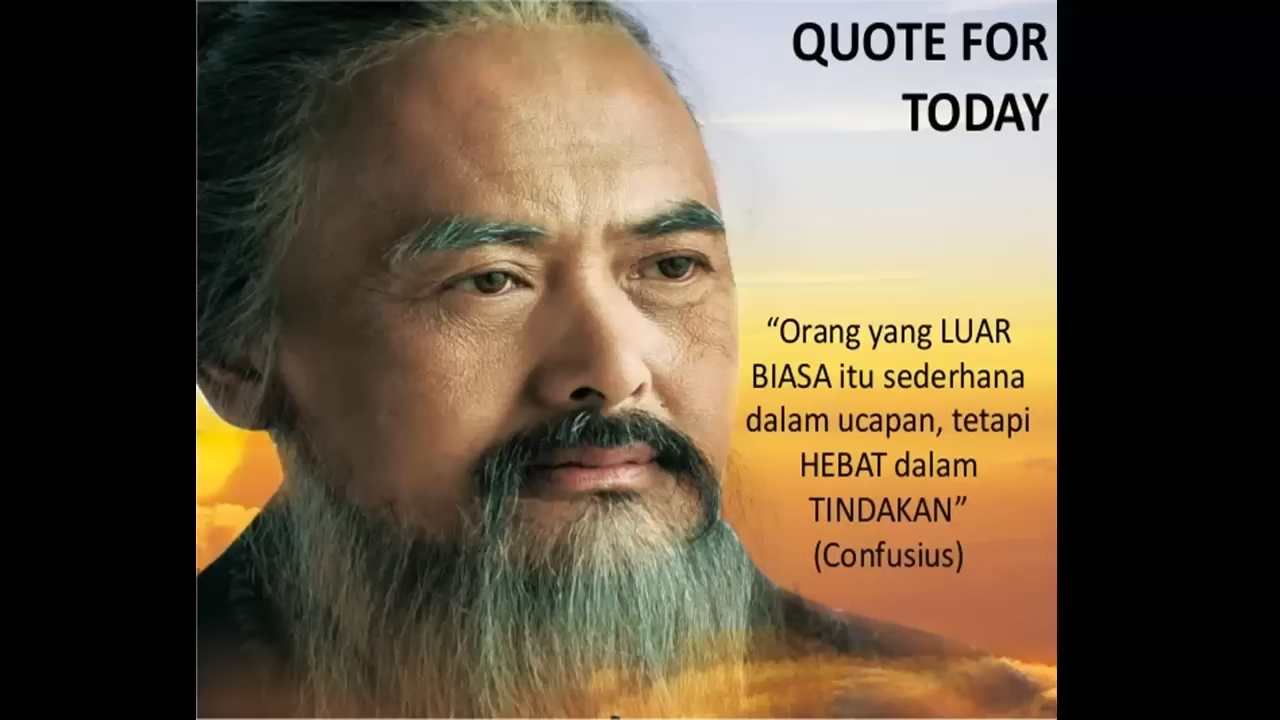 QUOTE FOR
TODAY
“Orang yang LUAR
BIASA itu sederhana
dalam ucapan, tetapi
HEBAT dalam
TINDAKAN”
(Confusius)